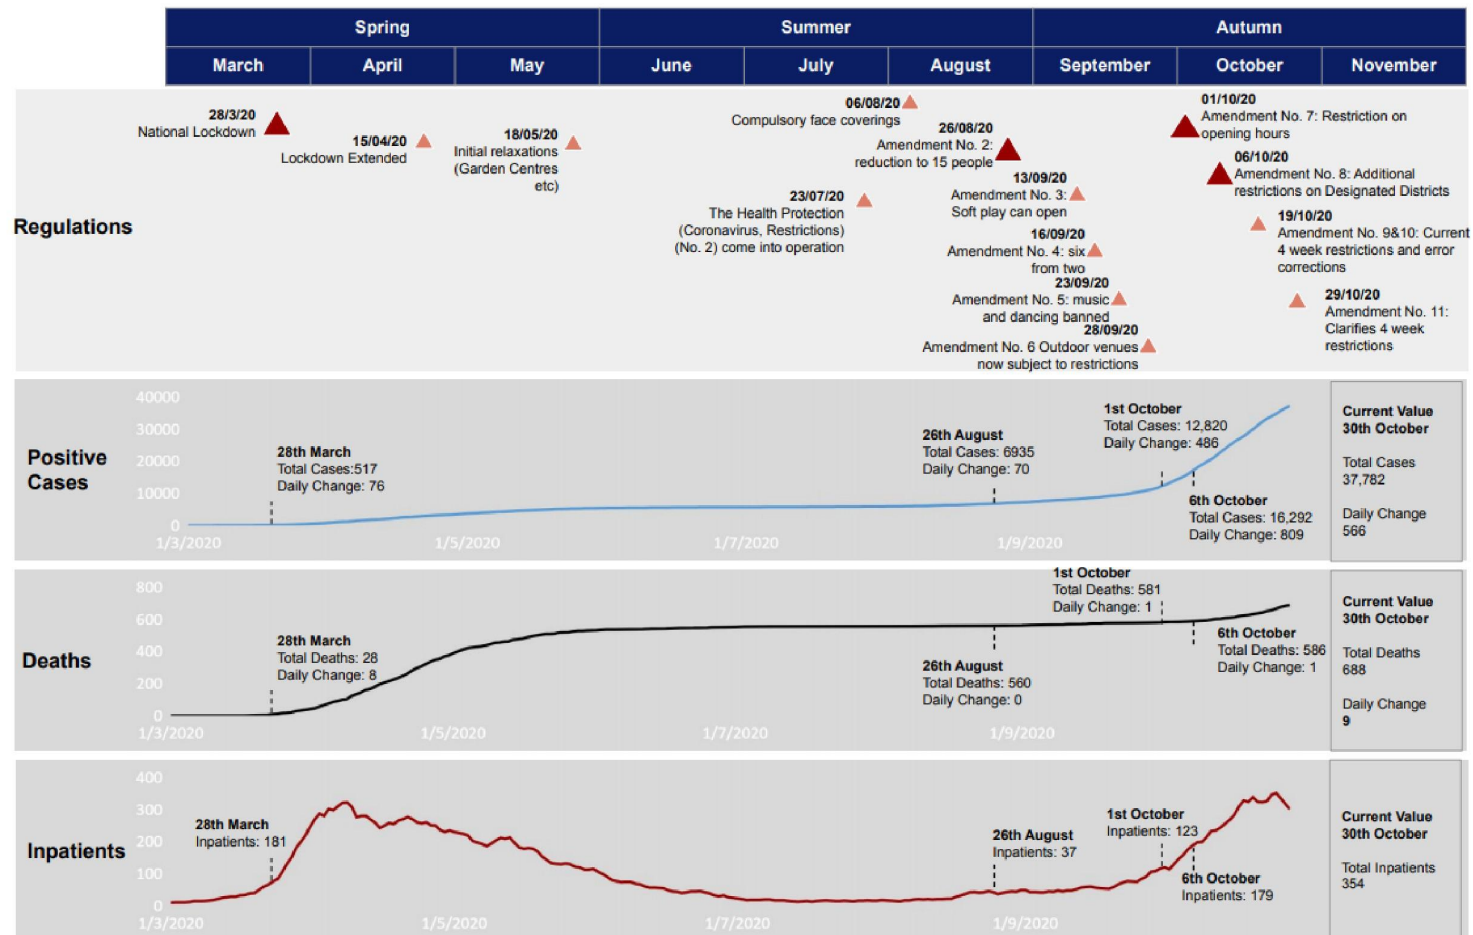 Spring Summer Autumn
March April May June July August September October November
Regulations
28/3/20
National Lockdown
15/04/20
Lockdown Extended
18/05/20
Initial relaxations
(Garden Centres
etc)
23/07/20
The Health Protection
(Coronavirus, Restrictions)
(No. 2) come into operation
06/08/20
Compulsory face coverings
26/08/20
Amendment No. 2:
reduction to 15 people
13/09/20
Amendment No. 3:
Soft play can open
16/09/20
Amendment No. 4: six
from two
23/09/20
Amendment No. 5: music
and dancing banned
28/09/20
Amendment No. 6 Outdoor venues
now subject to restrictions
01/10/20
Amendment No. 7: Restriction on
opening hours
06/10/20
Amendment No. 8: Additional
restrictions on Designated Districts
19/10/20
Amendment No. 9&10: Current
4 week restrictions and error
corrections
29/10/20
Amendment No. 11:
Clarifies 4 week
restrictions
Positive
Cases
40000
30000
20000
10000
0
1/3/2020 1/5/2020 1/7/2020 1/9/2020
28th March
Total Cases:517
Daily Change: 76
26th August
Total Cases: 6935
Daily Change: 70
1st October
Total Cases: 12,820
Daily Change: 486
6th October
Total Cases: 16,292
Daily Change: 809
Current Value
30th October
Total Cases
37,782
Daily Change
566
Deaths
800
600
400
200
0
1/3/2020 1/5/2020 1/7/2020 1/9/2020
28th March
Total Deaths: 28
Daily Change: 8
26th August
Total Deaths: 560
Daily Change: 0
1st October
Total Deaths: 581
Daily Change: 1
6th October
Total Deaths: 586
Daily Change: 1
Current Value
30th October
Total Deaths
688
Daily Change
9
Inpatients
400
300
200
100
0
1/3/2020 1/5/2020 1/7/2020 1/9/2020
28th March
Inpatients: 181
26th August
Inpatients: 37
1st October
Inpatients: 123
6th October
Inpatients: 179
Current Value
30th October
Total Inpatients
354